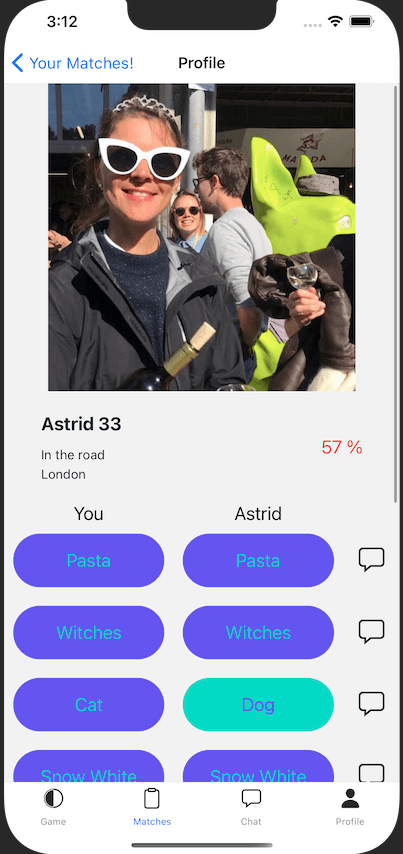 3:12
Your Matches!
Profile
Astrid 33
In the road
57 %
London
You
Astrid
Pasta
Pasta
Witches
Witches
Cat
Dog
Snow White
Snow White
Game
Matches
Chat
Profile